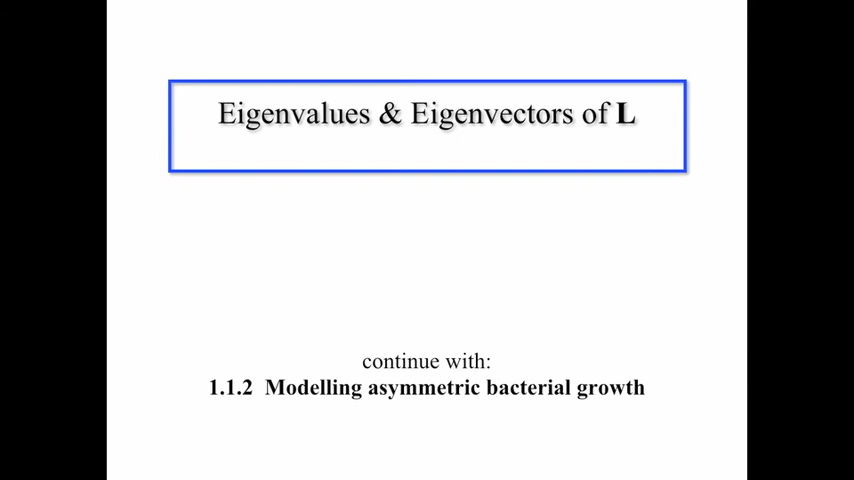 Eigenvalues & Eigenvectors of L
continue with:
1.1.2 Modelling asymmetric bacterial growth